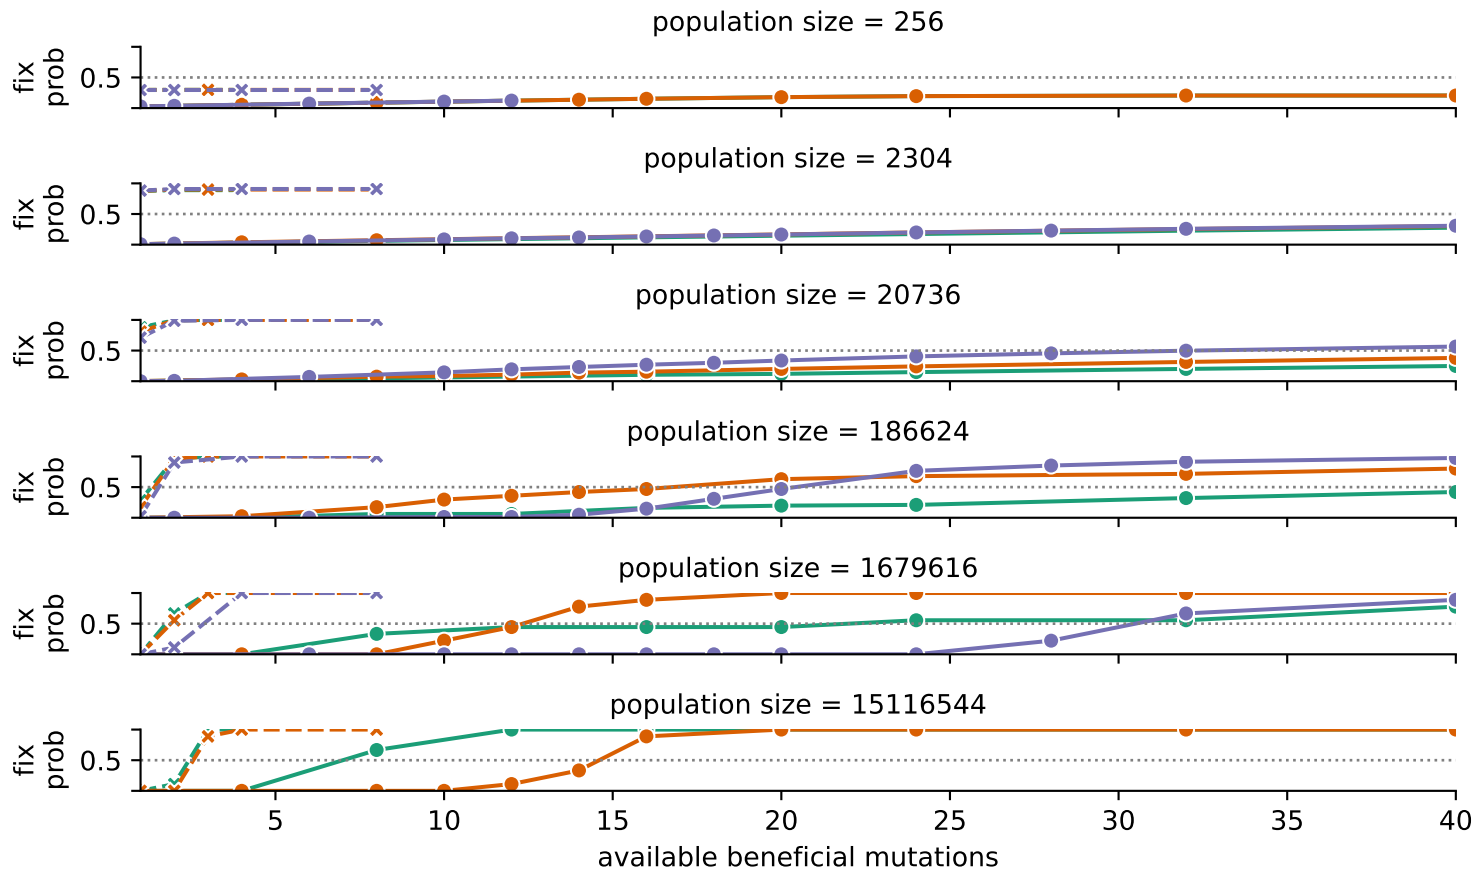 population size = 256
fix
prob
0.5
population size = 2304
fix
prob
0.5
population size = 20736
fix
prob
0.5
population size = 186624
fix
prob
0.5
population size = 1679616
fix
prob
0.5
population size = 15116544
fix
prob
0.5
5 10 15 20 25 30 35 40
available beneficial mutations